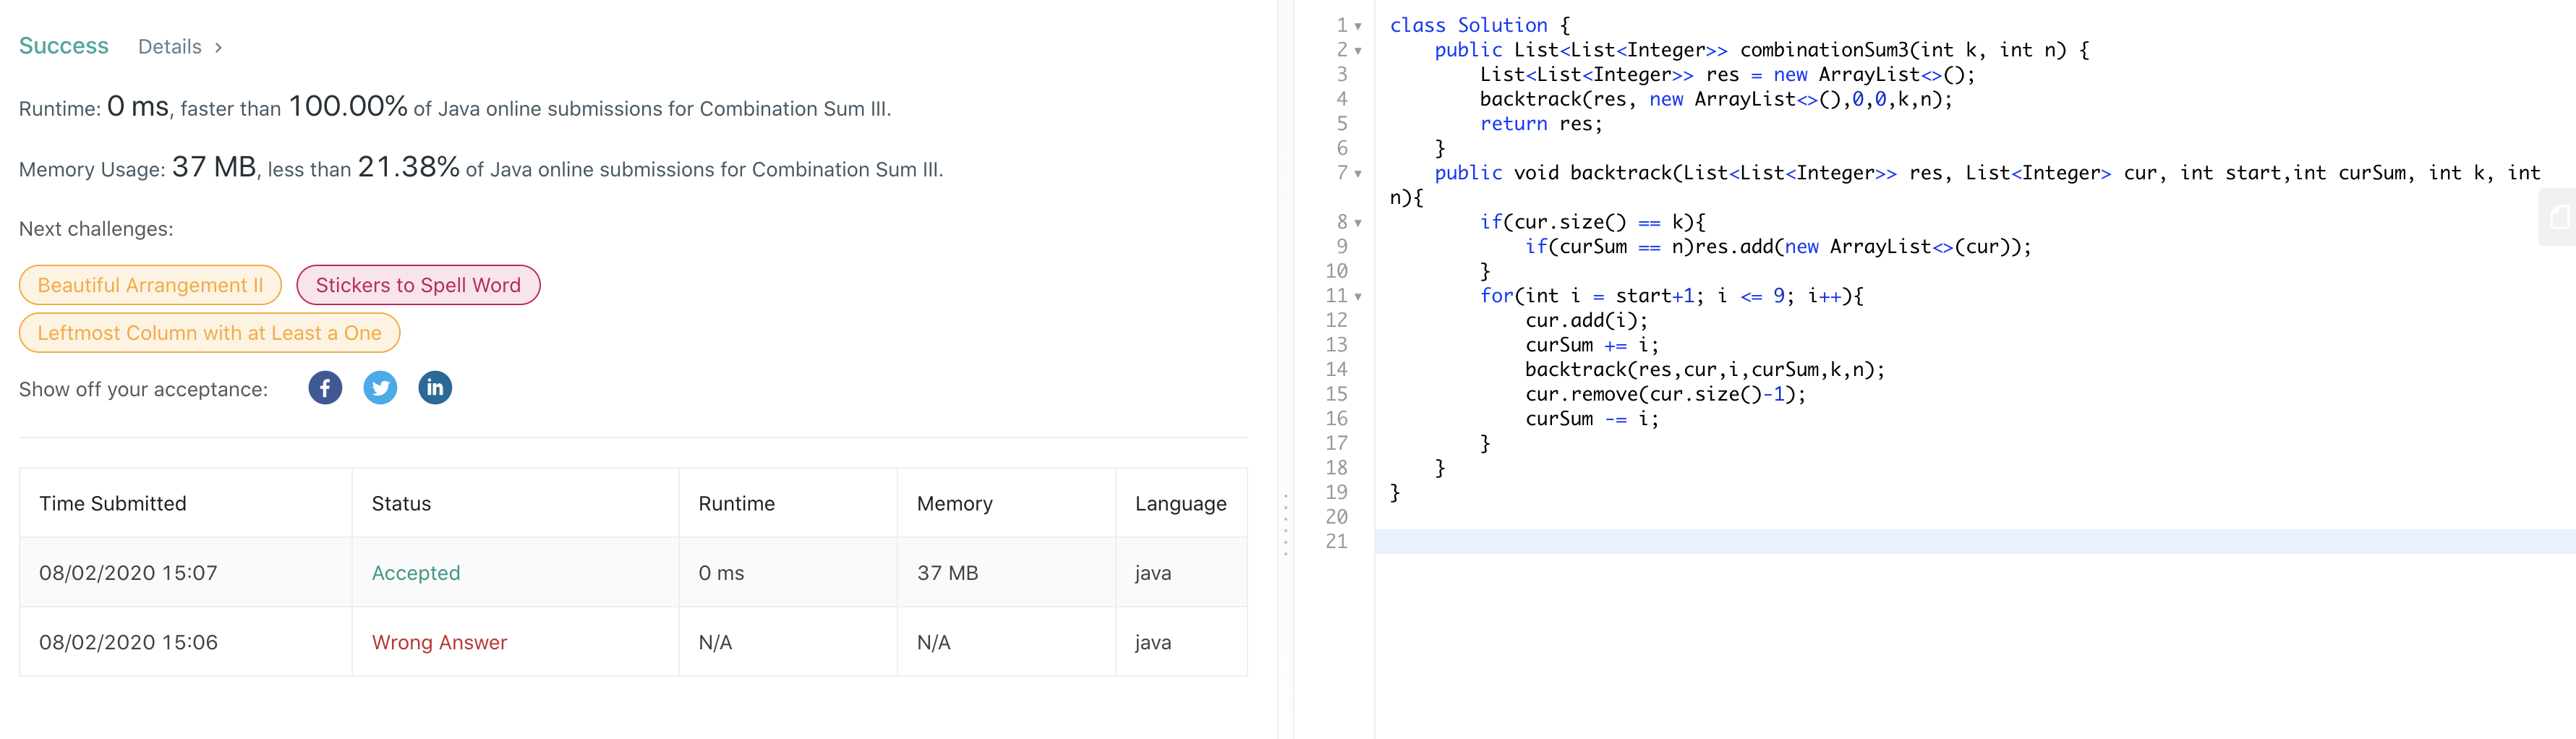 Success Details >
Runtime: 0 ms, faster than 100.00% of Java online submissions for Combination Sum III.
Memory Usage: 37 MB, less than 21.38% of Java online submissions for Combination Sum III.
Next challenges:
Beautiful Arrangement II Stickers to Spell Word
Leftmost Column with at Least a One
Show off your acceptance: f in
Time Submitted Status Runtime Memory Language
08/02/2020 15:07 Accepted 0 ms 37 MB java
08/02/2020 15:06 Wrong Answer N/A N/A java
1 class Solution {
2     public List<List<Integer>> combinationSum3(int k, int n) {
3         List<List<Integer>> res = new ArrayList<>();
4         backtrack(res, new ArrayList<>(),0,0,k,n);
5         return res;
6     }
7     public void backtrack(List<List<Integer>> res, List<Integer> cur, int start,int curSum, int k, int
n){
8         if(cur.size() == k){
9             if(curSum == n)res.add(new ArrayList<>(cur));
10         }
11         for(int i = start+1; i <= 9; i++){
12             cur.add(i);
13             curSum += i;
14             backtrack(res,cur,i,curSum,k,n);
15             cur.remove(cur.size()-1);
16             curSum -= i;
17         }
18     }
19 }
20
21